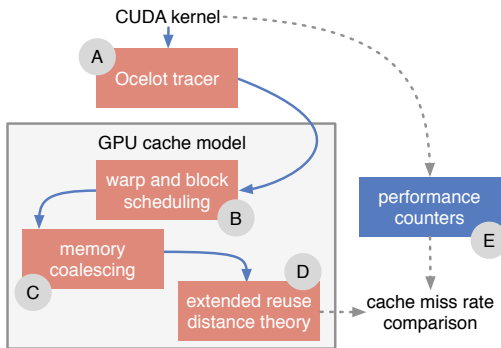 CUDA kernel
A
Ocelot tracer
GPU cache model
warp and block
scheduling
B
memory
coalescing
C
D
extended reuse
distance theory
performance
counters
E
cache miss rate
comparison